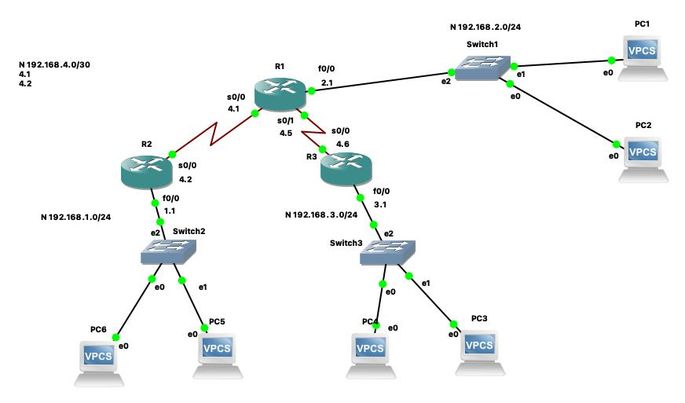 N 192.168.2.0/24
PC1
Switch1
VPCS
N 192.168.4.0/30
4.1
4.2
R1
f0/0
2.1
e2
e1
e0
e0
s0/0
4.1
s0/1
4.5
s0/0
4.6
PC2
e0
VPCS
R2
R3
s0/0
4.2
f0/0
1.1
f0/0
3.1
N 192.168.1.0/24
N 192.168.3.0/24
e2
Switch2
e2
Switch3
e0
e1
e0
e1
PC6
PC5
PC4
PC3
e0
e0
e0
e0
VPCS
VPCS
VPCS
VPCS